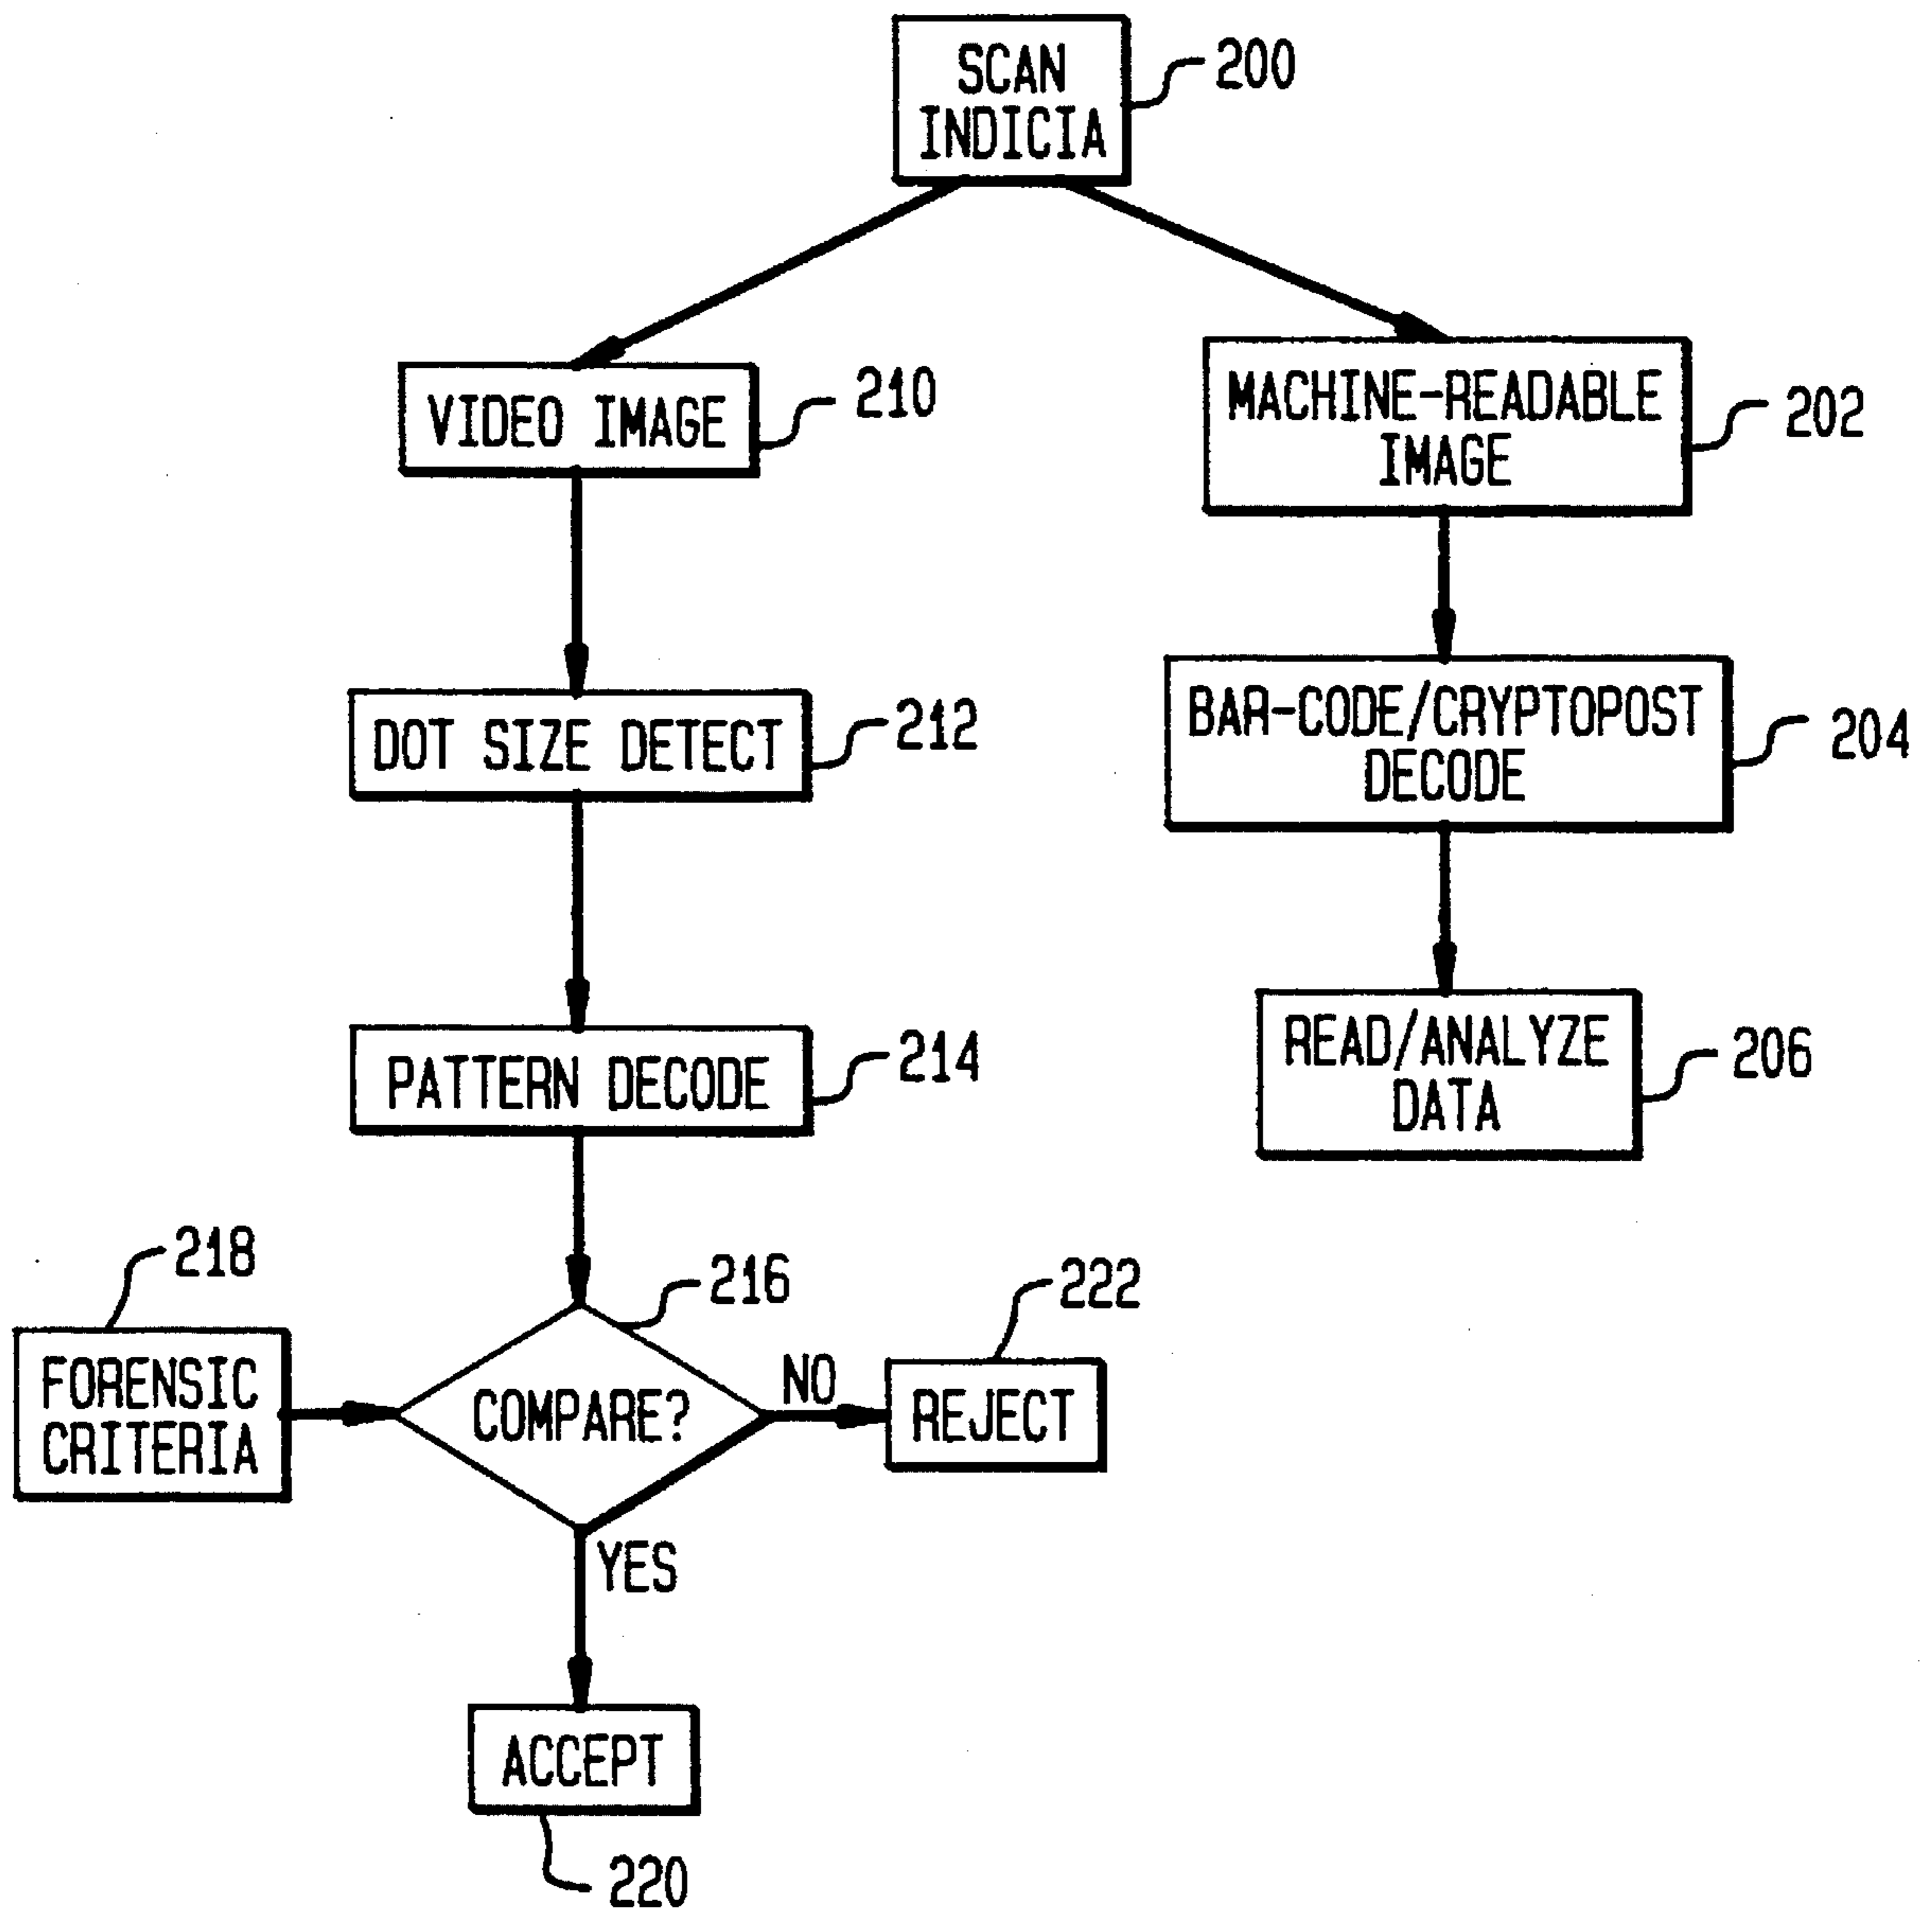 SCAN
INDICIA
200
VIDEO IMAGE
210
MACHINE-READABLE
IMAGE
202
DOT SIZE DETECT
212
BAR-CODE/CRYPTOPOST
DECODE
204
PATTERN DECODE
214
READ/ANALYZE
DATA
206
218
FORENSIC
CRITERIA
216
COMPARE?
NO
222
REJECT
YES
ACCEPT
220